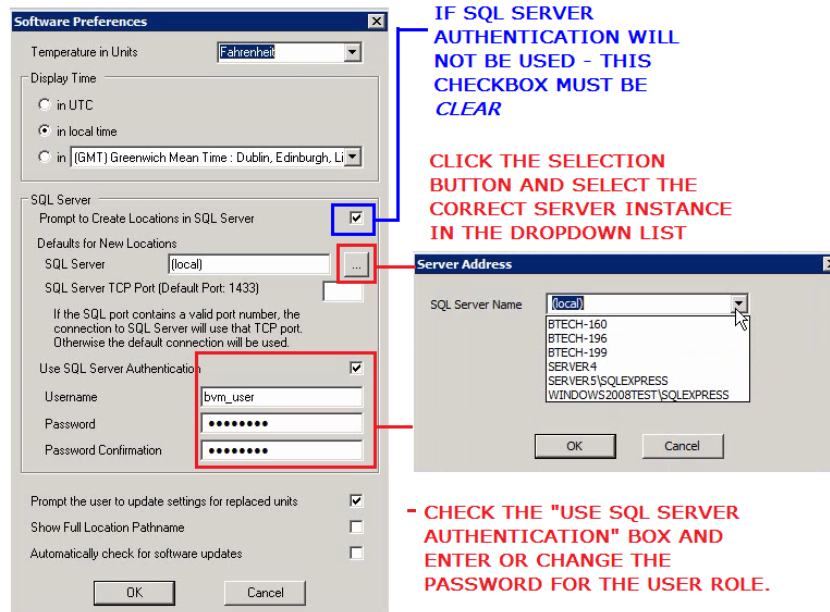 Software Preferences
Temperature in Units
Fahrenheit
Display Time
in UTC
in local time
in
(GMT) Greenwich Mean Time : Dublin, Edinburgh, Li
SQL Server
Prompt to Create Locations in SQL Server
Defaults for New Locations
SQL Server
(local)
...
SQL Server TCP Port (Default Port: 1433)
If the SQL port contains a valid port number, the
connection to SQL Server will use that TCP port.
Otherwise the default connection will be used.
Use SQL Server Authentication
Username
bvm_user
Password
••••••••
Password Confirmation
••••••••
Prompt the user to update settings for replaced units
Show Full Location Pathname
Automatically check for software updates
OK
Cancel
IF SQL SERVER
AUTHENTICATION WILL
NOT BE USED - THIS
CHECKBOX MUST BE
CLEAR
CLICK THE SELECTION
BUTTON AND SELECT THE
CORRECT SERVER INSTANCE
IN THE DROPDOWN LIST
Server Address
SQL Server Name
(local)
BTECH-160
BTECH-196
BTECH-199
SERVER4
SERVER5\SQLEXPRESS
WINDOWS2008TEST\SQLEXPRESS
OK
Cancel
- CHECK THE "USE SQL SERVER
AUTHENTICATION" BOX AND
ENTER OR CHANGE THE
PASSWORD FOR THE USER ROLE.